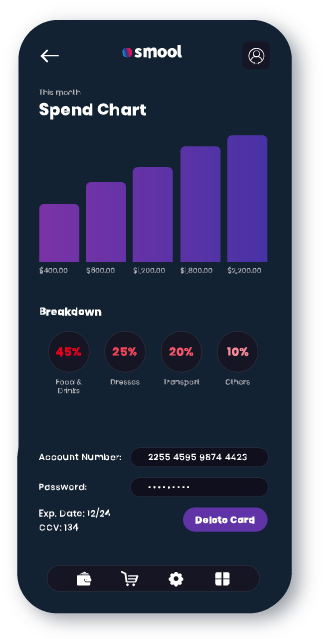 smool
This month
Spend Chart
$400.00 $800.00 $1,200.00 $1,800.00 $2,200.00
Breakdown
45% 25% 20% 10%
Food & Drinks Dresses Transport Others
Account Number: 2255 4595 9874 4423
Password: •••••••••
Exp. Date: 12/24
CCV: 134
Delete Card